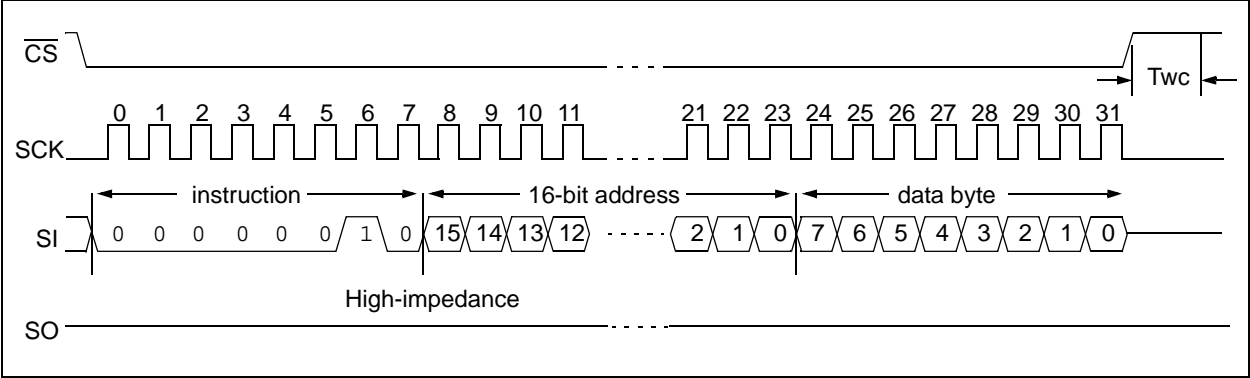 CS
Twc
0 1 2 3 4 5 6 7 8 9 10 11 21 22 23 24 25 26 27 28 29 30 31
SCK
instruction 16-bit address data byte
SI 0 0 0 0 0 0 1 0 15 14 13 12 2 1 0 7 6 5 4 3 2 1 0
High-impedance
SO